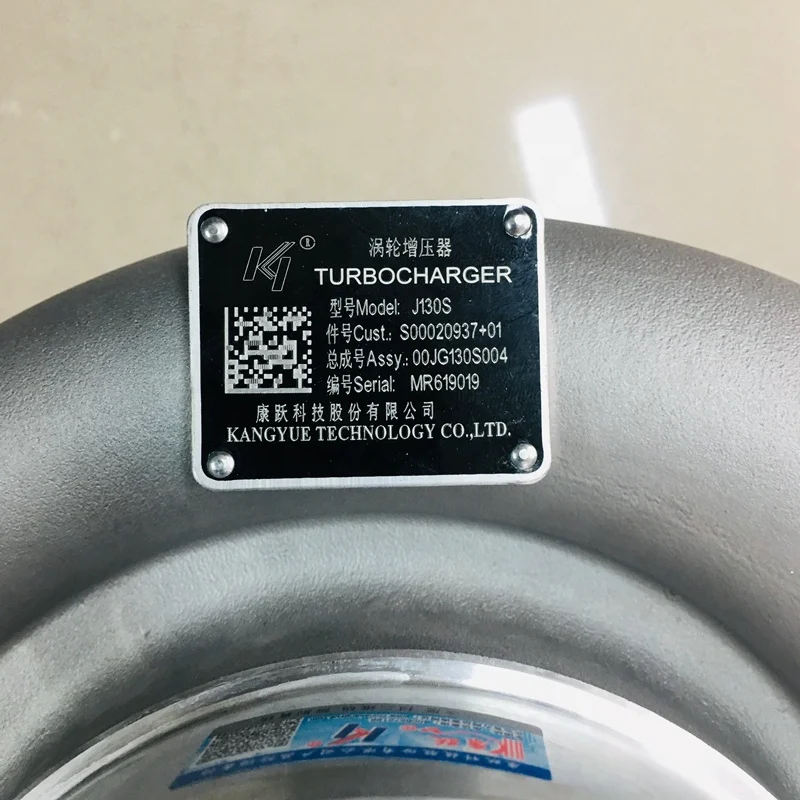 KY®
涡轮增压器
TURBOCHARGER
型号Model: J130S
件号Cust.: S00020937+01
总成号Assy.: 00JG130S004
编号Serial: MR619019
康跃科技股份有限公司
KANGYUE TECHNOLOGY CO.,LTD.